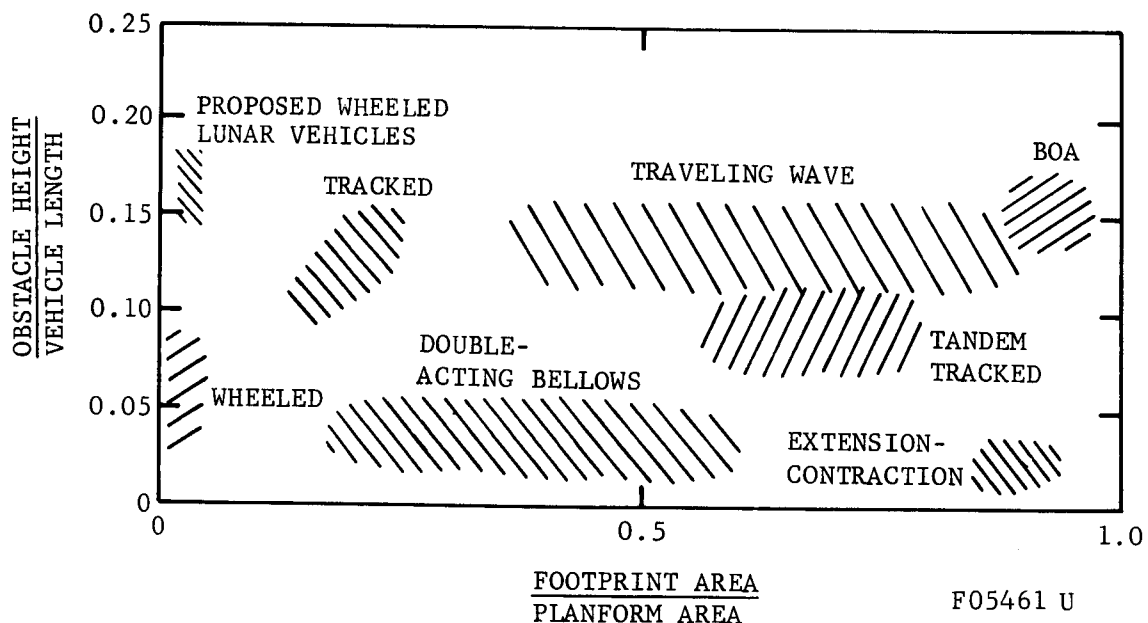 0.25
0.20
0.15
0.10
0.05
0
OBSTACLE HEIGHT
VEHICLE LENGTH
PROPOSED WHEELED
LUNAR VEHICLES
TRACKED
TRAVELING WAVE
BOA
DOUBLE-
ACTING BELLOWS
TANDEM
TRACKED
WHEELED
EXTENSION-
CONTRACTION
0
0.5
1.0
FOOTPRINT AREA
PLANFORM AREA
F05461 U